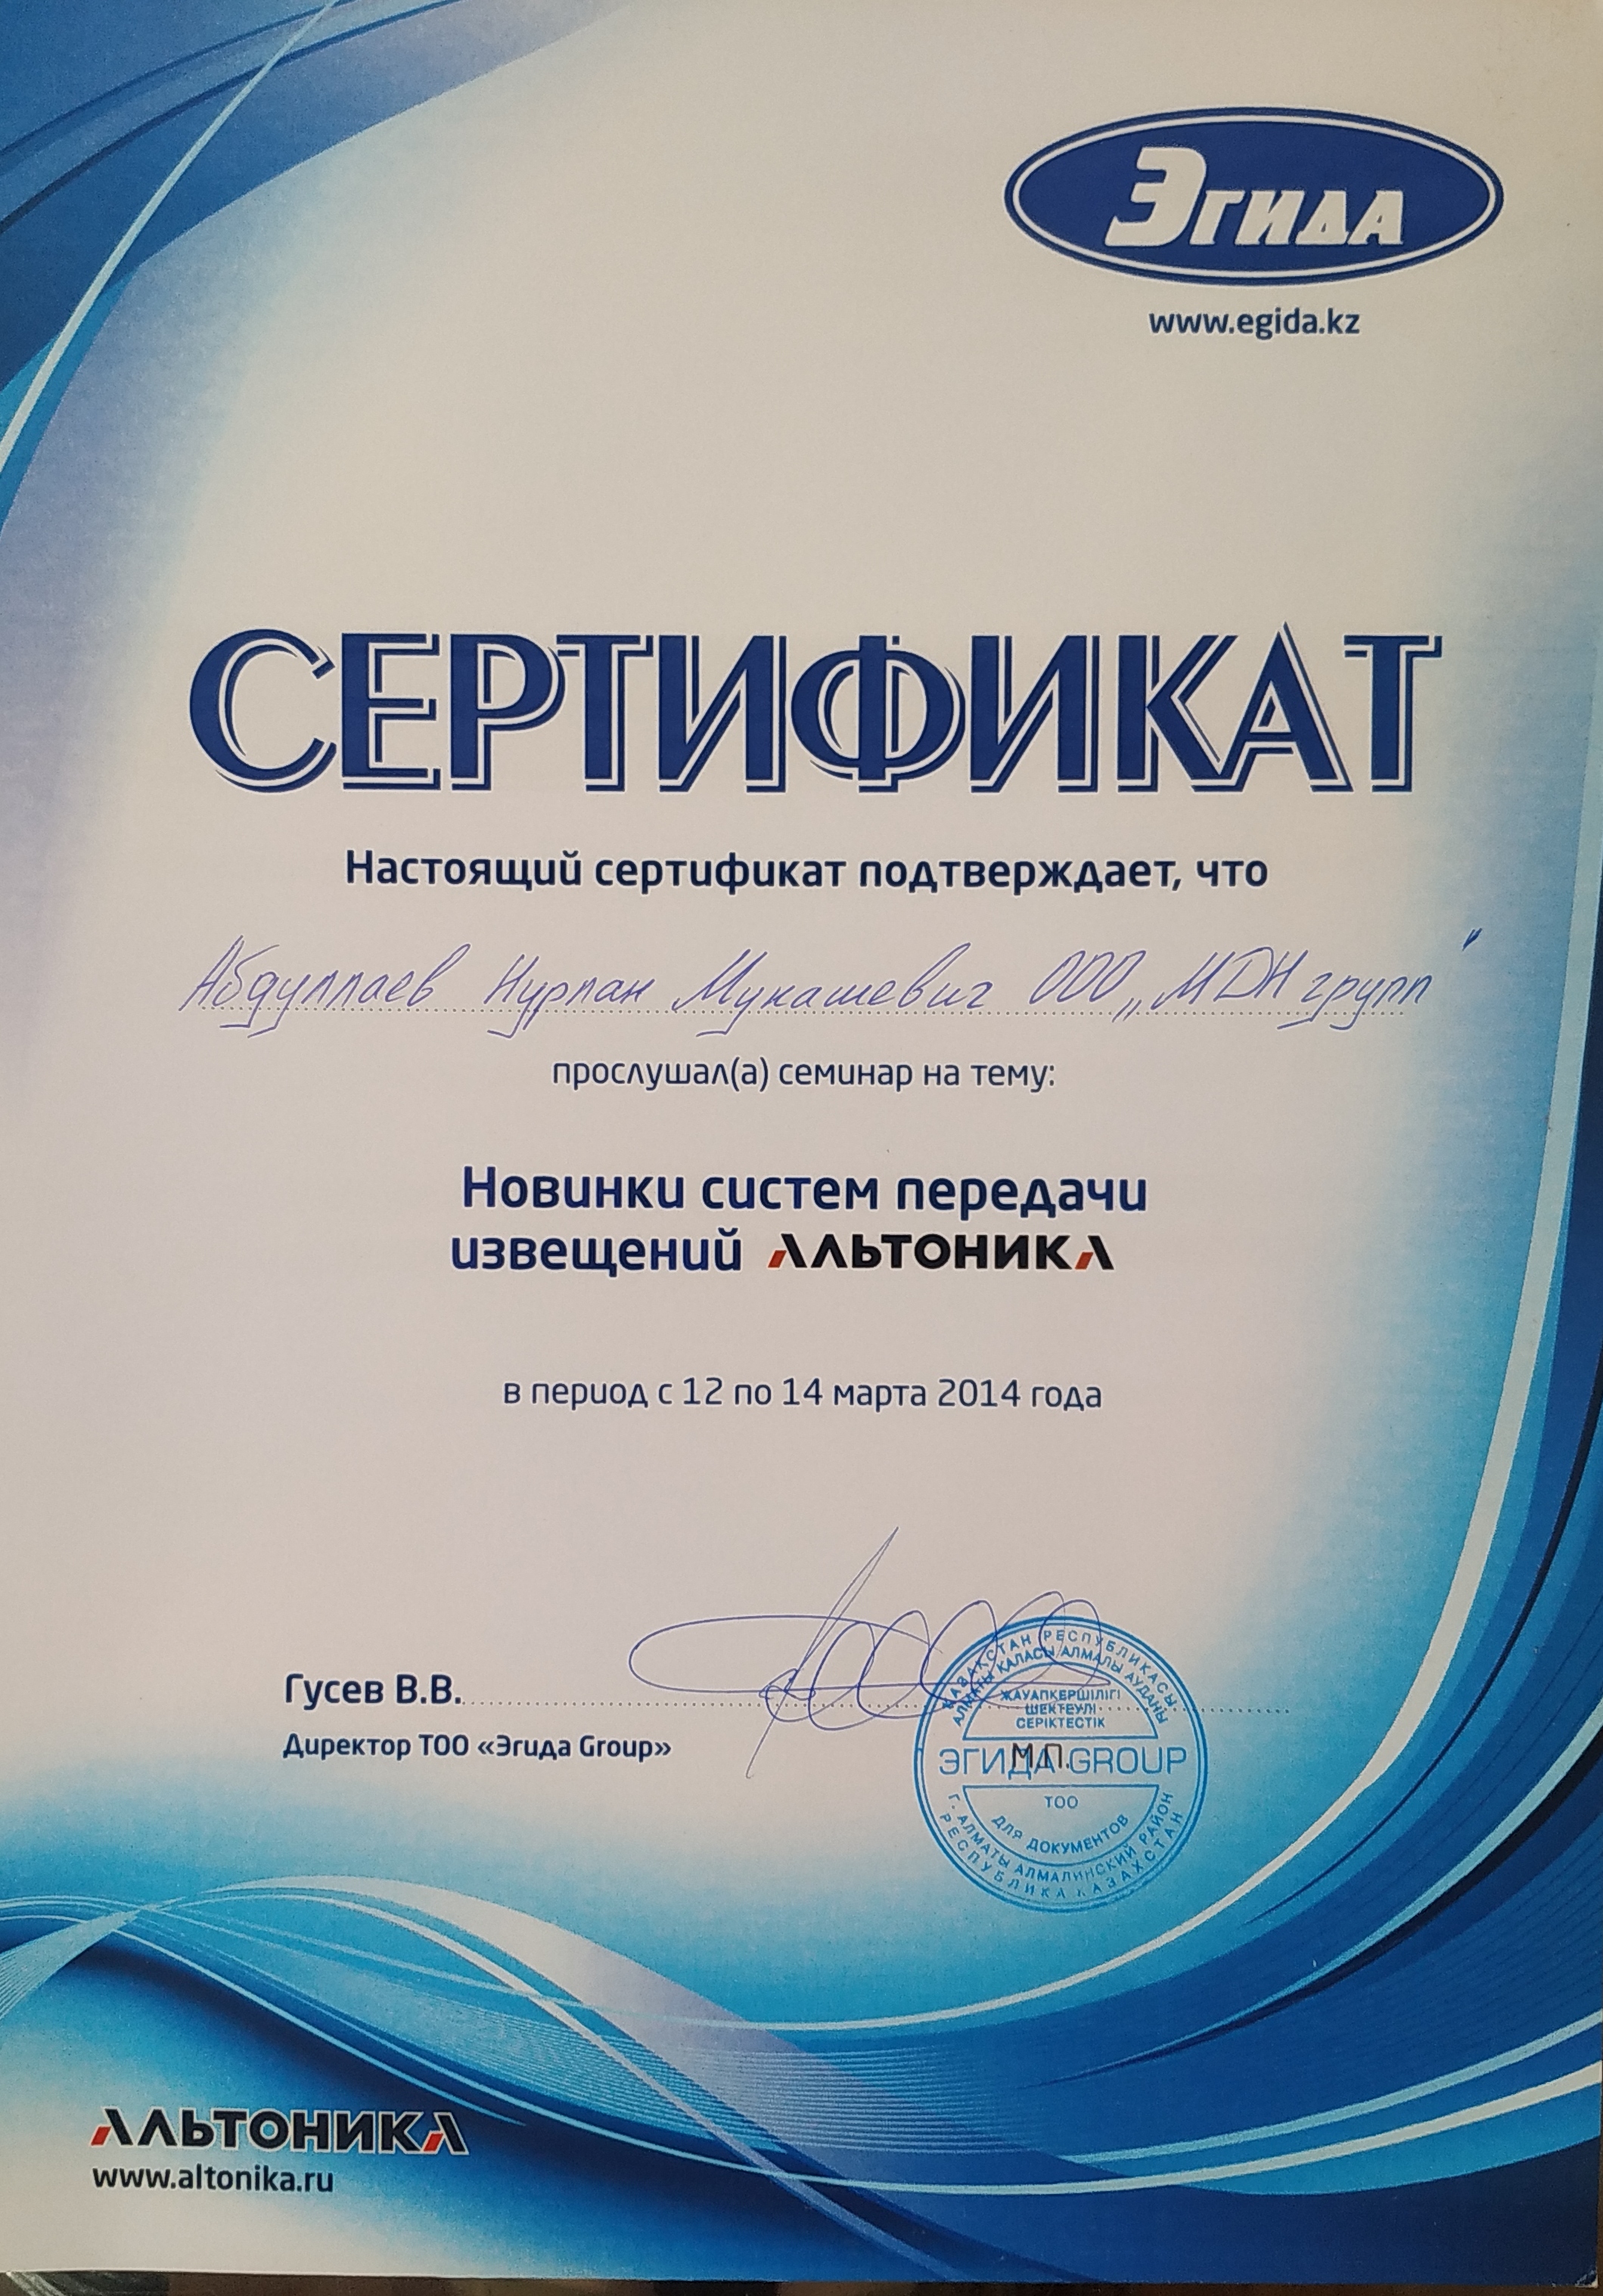 Эгида
www.egida.kz
СЕРТИФИКАТ
Настоящий сертификат подтверждает, что
Абдуллаев Нурлан Мукашевич ООО „МДН групп"
прослушал(а) семинар на тему:
Новинки систем передачи
извещений АЛЬТОНИКА
в период с 12 по 14 марта 2014 года
Гусев В.В.
Директор ТОО «Эгида Group»
ҚАЗАҚСТАН РЕСПУБЛИКАСЫ
АЛМАТЫ ҚАЛАСЫ АЛМАЛЫ АУДАНЫ
ЖАУАПКЕРШІЛІГІ
ШЕКТЕУЛІ
СЕРІКТЕСТІК
ЭГИДА GROUP
М.П.
ТОО
ДЛЯ ДОКУМЕНТОВ
Г. АЛМАТЫ АЛМАЛИНСКИЙ РАЙОН
РЕСПУБЛИКА КАЗАХСТАН
АЛЬТОНИКА
www.altonika.ru